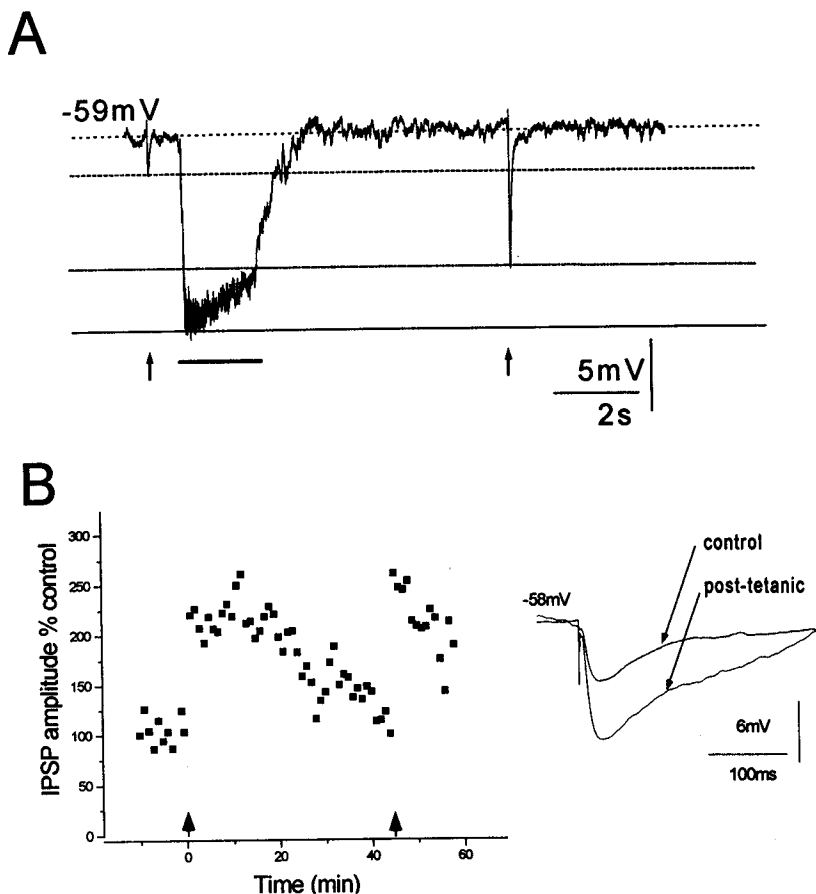 A
-59mV
5mV
2s
B
IPSP amplitude % control
300
250
200
150
100
50
0
0
20
40
60
Time (min)
control
post-tetanic
-58mV
6mV
100ms